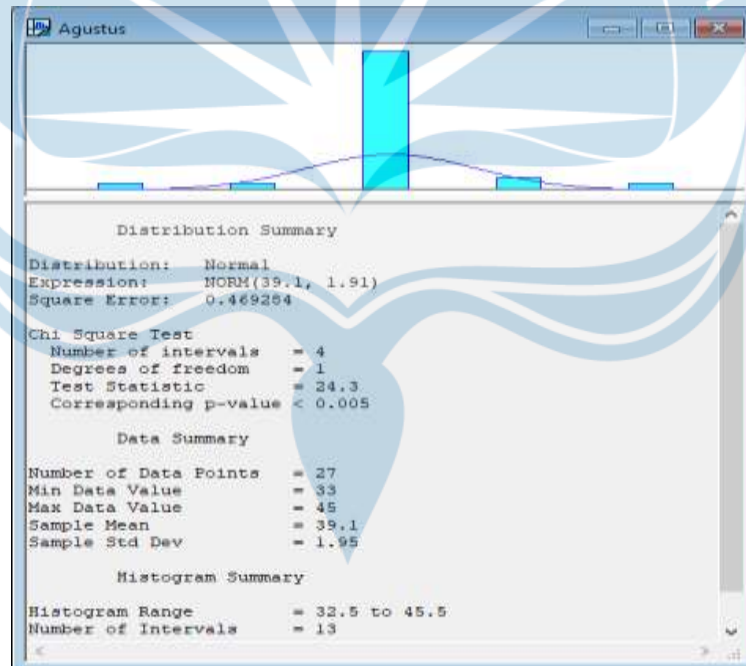 Agustus
Distribution Summary
Distribution: Normal
Expression: NORM(39.1, 1.91)
Square Error: 0.469284
Chi Square Test
Number of intervals = 4
Degrees of freedom = 1
Test Statistic = 24.3
Corresponding p-value < 0.005
Data Summary
Number of Data Points = 27
Min Data Value = 33
Max Data Value = 45
Sample Mean = 39.1
Sample Std Dev = 1.95
Histogram Summary
Histogram Range = 32.5 to 45.5
Number of Intervals = 13